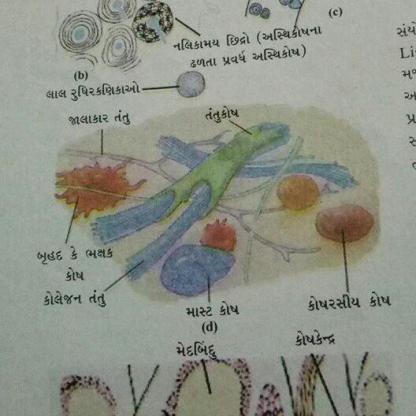 (c)
નલિકામય છિદ્રો (અસ્થિકોષના
ઢળતા પ્રવર્ધ અસ્થિકોષ)
(b)
લાલ રુધિરકણિકાઓ
જાલાકાર તંતુ
તંતુકોષ
બૃહદ કે ભક્ષક
કોષ
કોલેજન તંતુ
માસ્ટ કોષ
કોષરસીય કોષ
(d)
મેદબિંદુ
કોષકેન્દ્ર
સંયો
Li